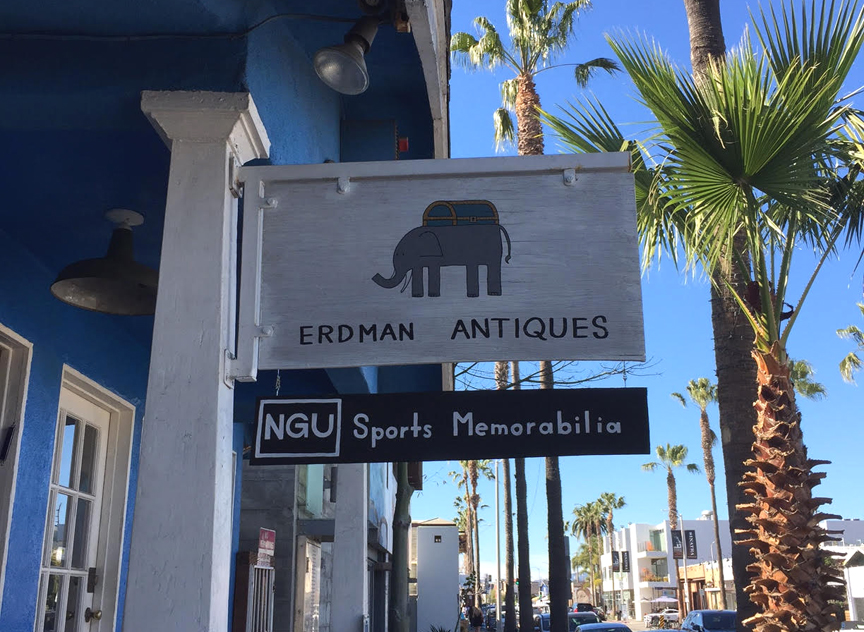 ERDMAN ANTIQUES
NGU Sports Memorabilia